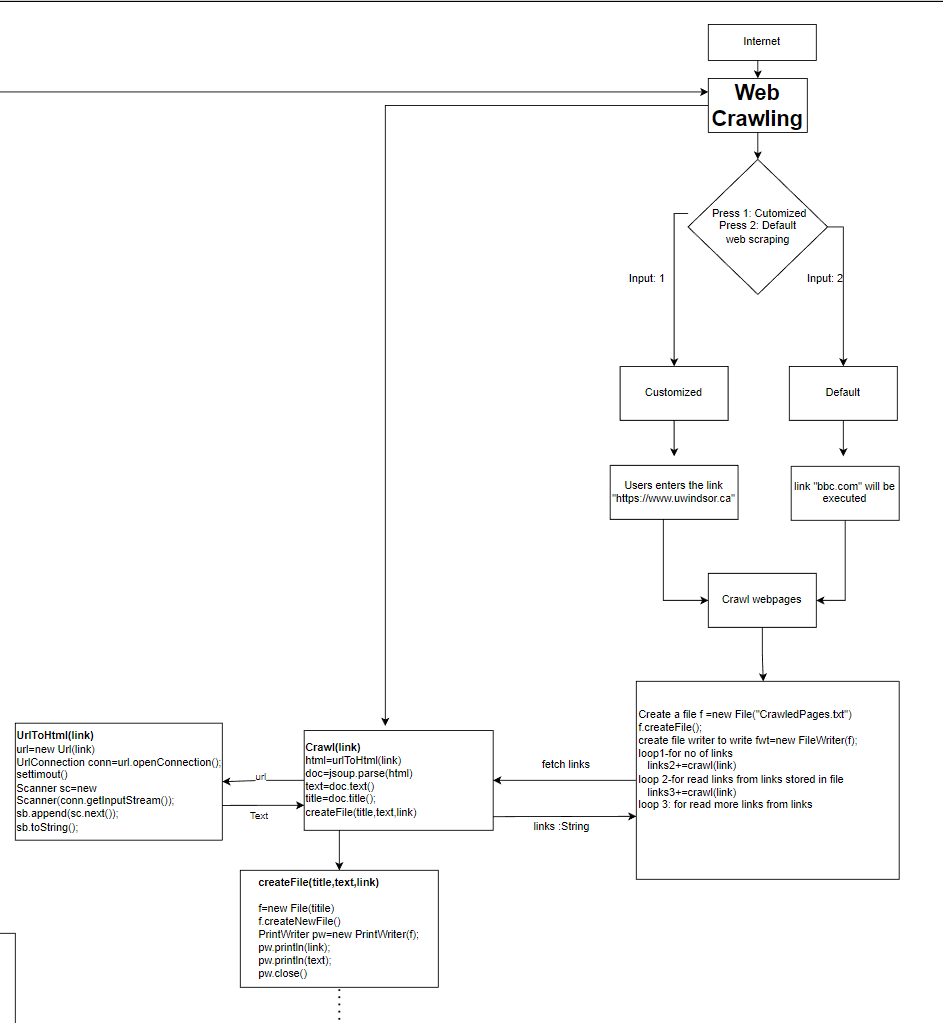 Internet
Web
Crawling
Press 1: Cutomized
Press 2: Default
web scraping
Input: 1
Input: 2
Customized
Default
Users enters the link
"https://www.uwindsor.ca"
link "bbc.com" will be
executed
Crawl webpages
Create a file f =new File("CrawledPages.txt")
f.createFile();
create file writer to write fwt=new FileWriter(f);
loop1-for no of links
links2+=crawl(link)
loop 2-for read links from links stored in file
links3+=crawl(link)
loop 3: for read more links from links
fetch links
links :String
Crawl(link)
html=urlToHtml(link)
doc=jsoup.parse(html)
text=doc.text()
title=doc.title();
createFile(title,text,link)
url
Text
UrlToHtml(link)
url=new Url(link)
UrlConnection conn=url.openConnection();
settimout()
Scanner sc=new
Scanner(conn.getInputStream());
sb.append(sc.next());
sb.toString();
createFile(title,text,link)
f=new File(titile)
f.createNewFile()
PrintWriter pw=new PrintWriter(f);
pw.println(link);
pw.println(text);
pw.close()